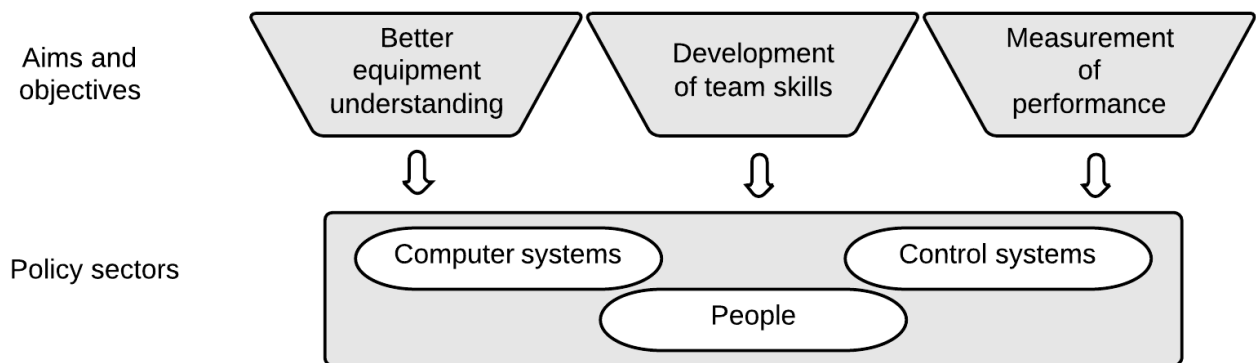 Aims and
objectives
Better
equipment
understanding
Development
of team skills
Measurement
of
performance
Policy sectors
Computer systems
Control systems
People